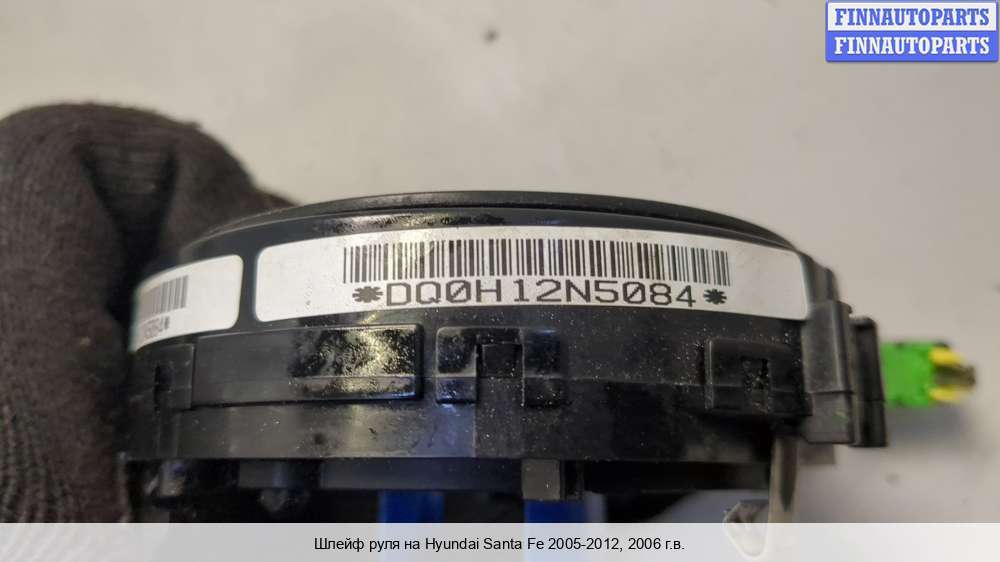 FINNAUTOPARTS
FINNAUTOPARTS
*DQ0H12N5084*
Шлейф руля на Hyundai Santa Fe 2005-2012, 2006 г.в.